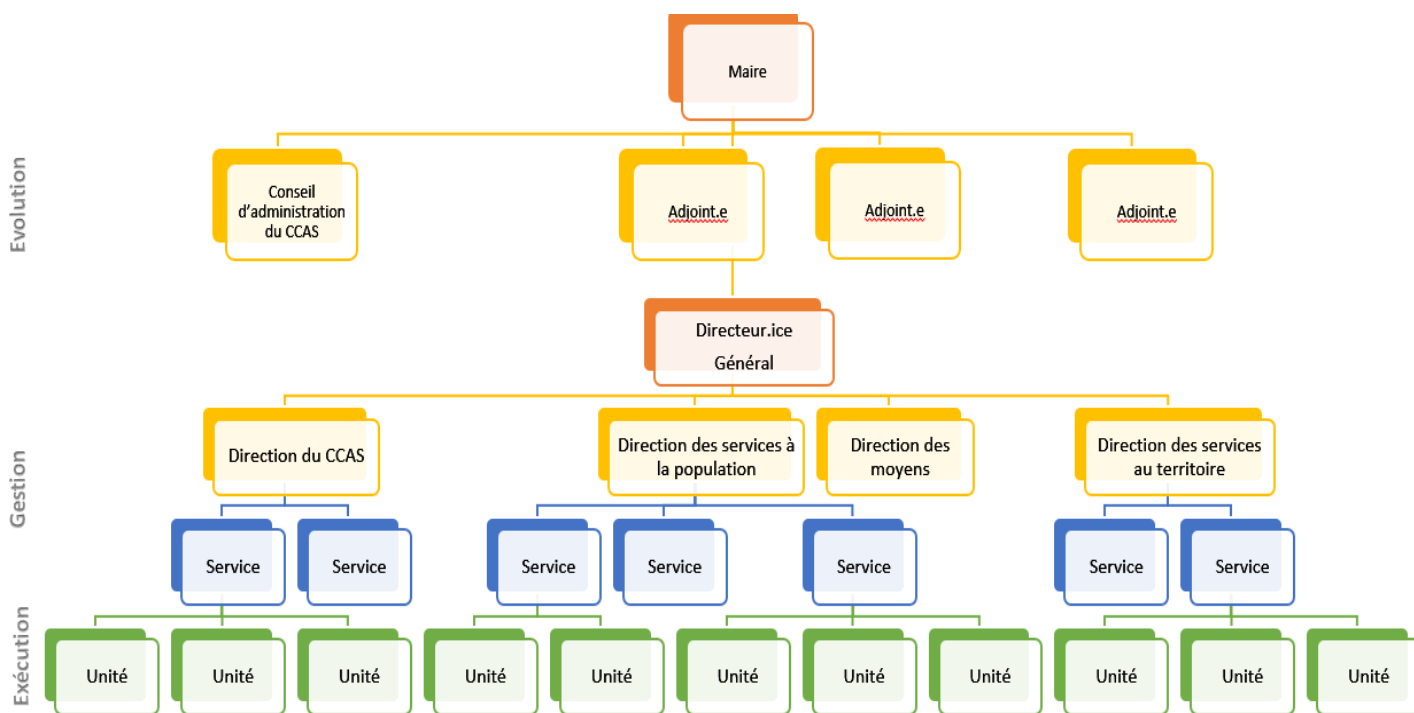 Maire
Evolution
Conseil
d'administration
du CCAS
Adjoint.e
Adjoint.e
Adjoint.e
Directeur.ice
Général
Gestion
Direction du CCAS
Direction des services à
la population
Direction des
moyens
Direction des services
au territoire
Service
Service
Service
Service
Service
Service
Service
Exécution
Unité
Unité
Unité
Unité
Unité
Unité
Unité
Unité
Unité
Unité
Unité